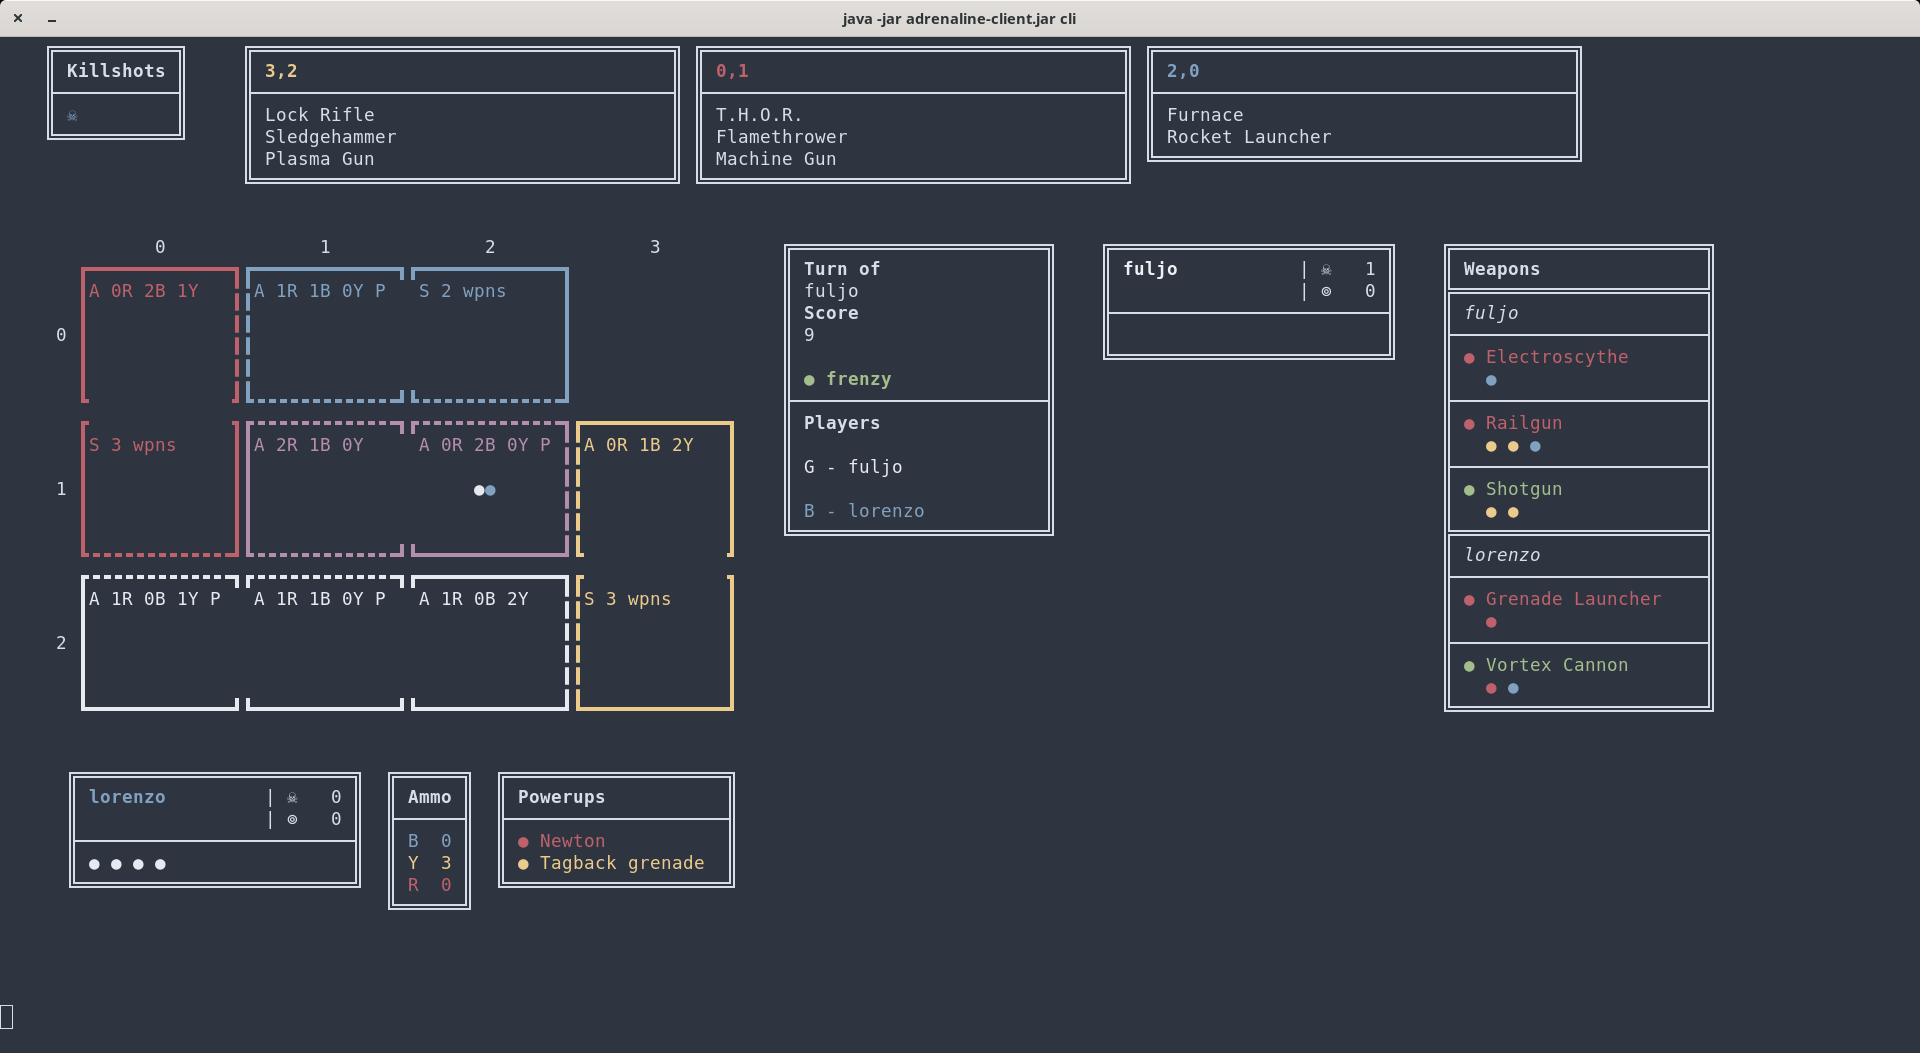 java -jar adrenaline-client.jar cli
Killshots
☠
3,2
Lock Rifle
Sledgehammer
Plasma Gun
0,1
T.H.O.R.
Flamethrower
Machine Gun
2,0
Furnace
Rocket Launcher
0 1 2 3
0
A 0R 2B 1Y
A 1R 1B 0Y P
S 2 wpns
1
S 3 wpns
A 2R 1B 0Y
A 0R 2B 0Y P
A 0R 1B 2Y
2
A 1R 0B 1Y P
A 1R 1B 0Y P
A 1R 0B 2Y
S 3 wpns
Turn of
fuljo
Score
9
● frenzy
Players
G - fuljo
B - lorenzo
fuljo | ☠ 1
| ⊚ 0
Weapons
fuljo
● Electroscythe
●
● Railgun
● ● ●
● Shotgun
● ●
lorenzo
● Grenade Launcher
●
● Vortex Cannon
● ●
lorenzo | ☠ 0
| ⊚ 0
● ● ● ●
Ammo
B 0
Y 3
R 0
Powerups
● Newton
● Tagback grenade